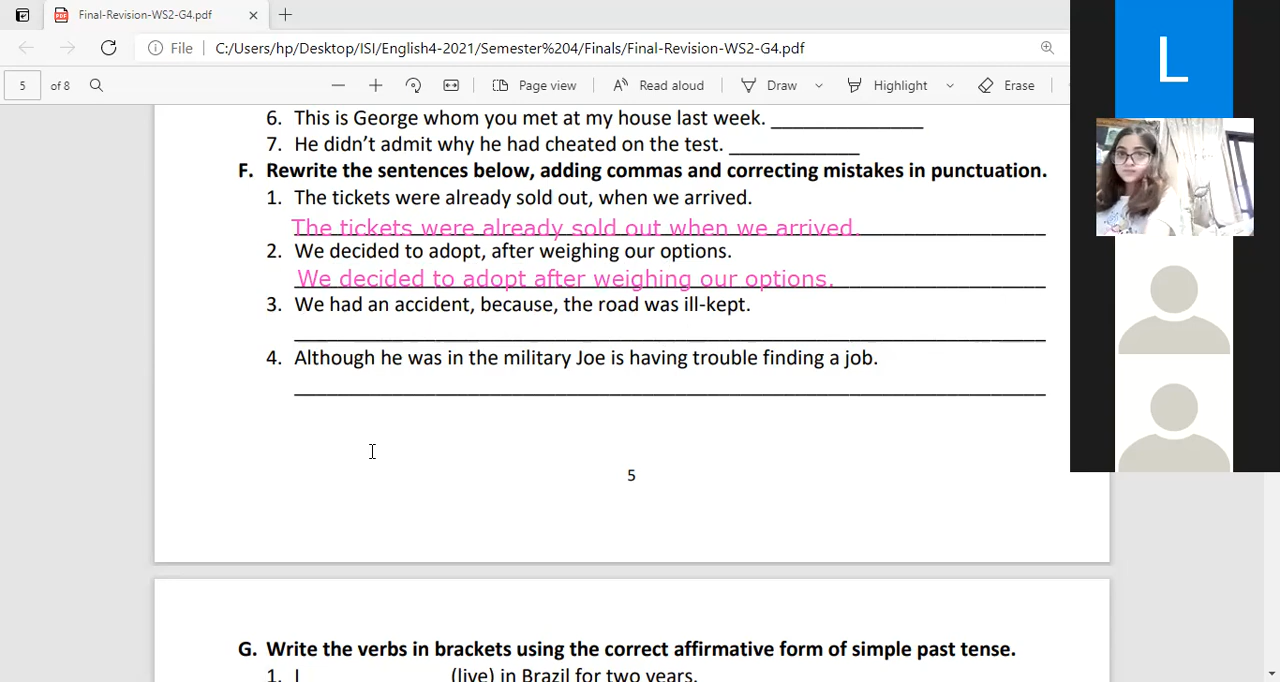 Final-Revision-WS2-G4.pdf
File C:/Users/hp/Desktop/ISI/English4-2021/Semester%204/Finals/Final-Revision-WS2-G4.pdf
5 of 8 Page view Read aloud Draw Highlight Erase
L
6. This is George whom you met at my house last week. ______________
7. He didn’t admit why he had cheated on the test. ____________
F. Rewrite the sentences below, adding commas and correcting mistakes in punctuation.
1. The tickets were already sold out, when we arrived.
The tickets were already sold out when we arrived.
2. We decided to adopt, after weighing our options.
We decided to adopt after weighing our options.
3. We had an accident, because, the road was ill-kept.
4. Although he was in the military Joe is having trouble finding a job.
5
G. Write the verbs in brackets using the correct affirmative form of simple past tense.
1. I ______________ (live) in Brazil for two years.